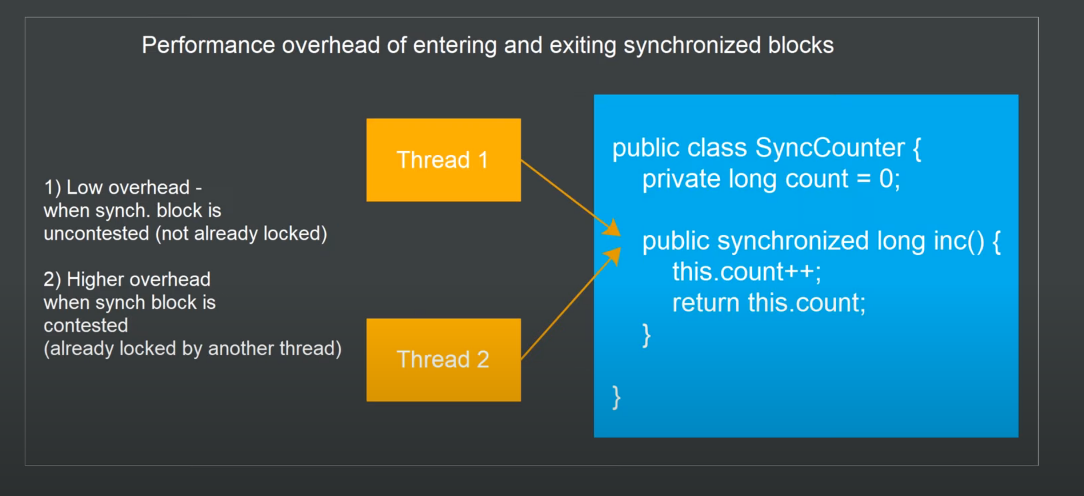 Performance overhead of entering and exiting synchronized blocks
1) Low overhead -
when synch. block is
uncontested (not already locked)
2) Higher overhead
when synch block is
contested
(already locked by another thread)
Thread 1
Thread 2
public class SyncCounter {
private long count = 0;
public synchronized long inc() {
this.count++;
return this.count;
}
}